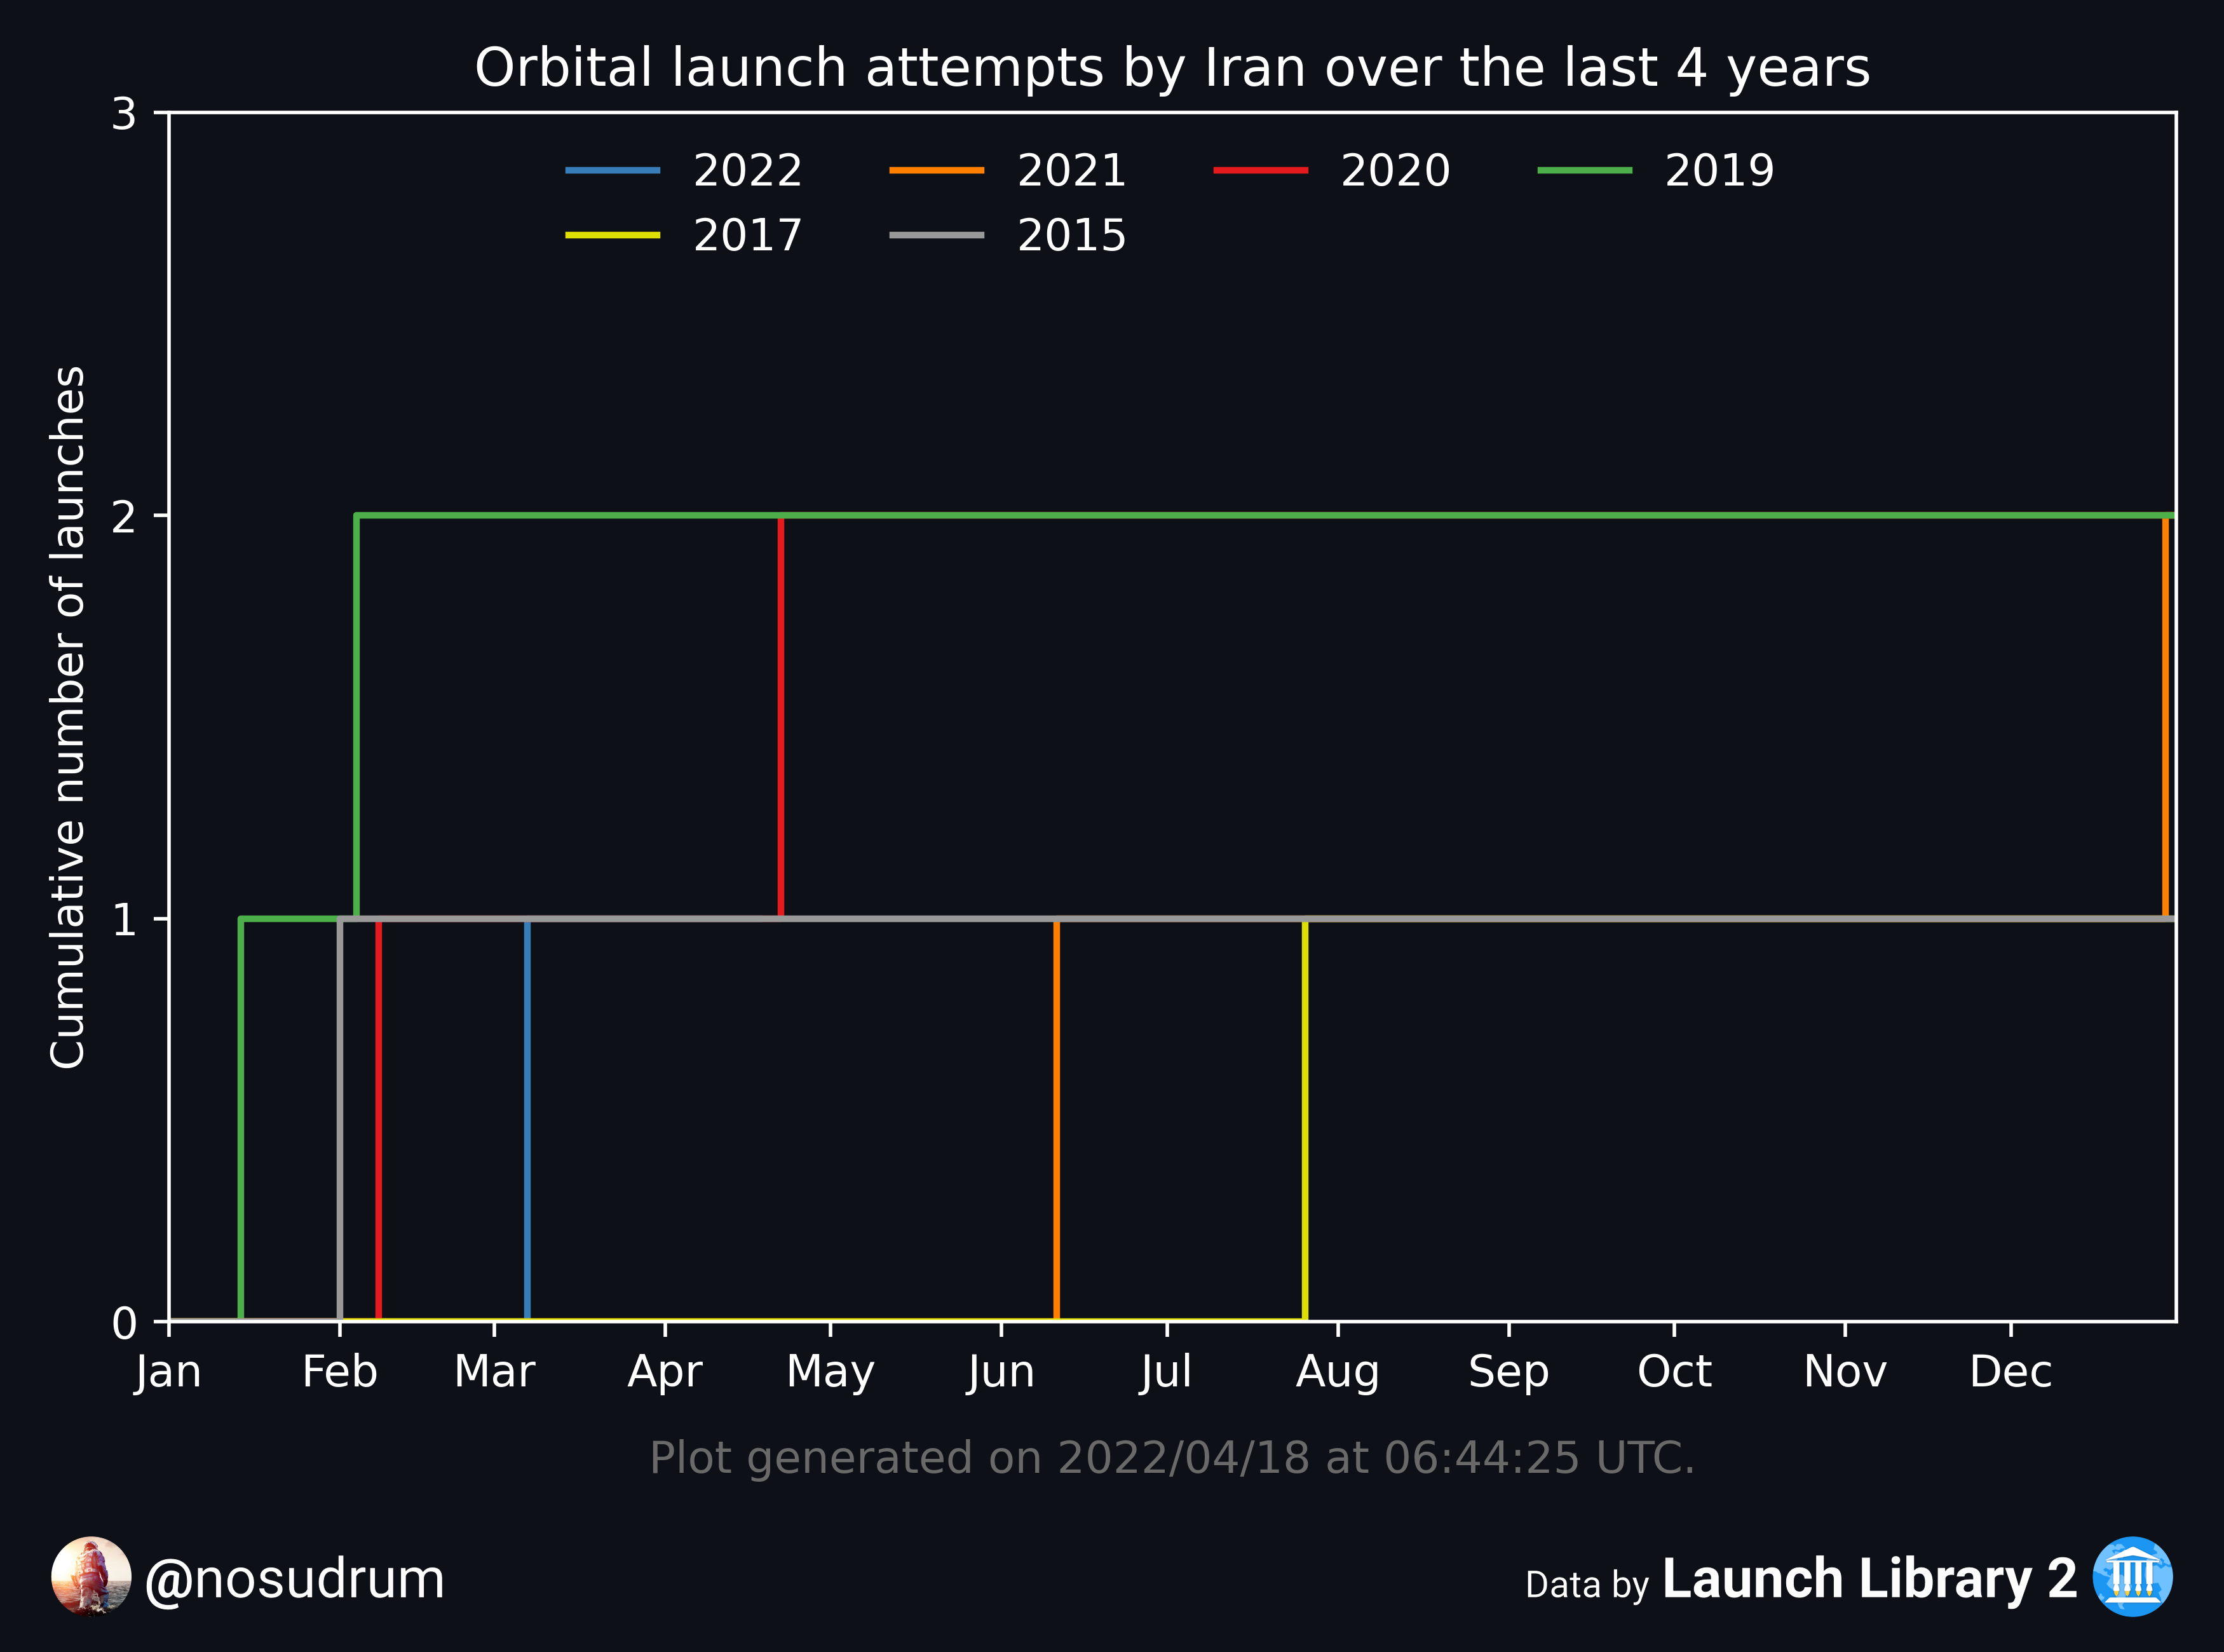 Orbital launch attempts by Iran over the last 4 years
3
2022 2021 2020 2019
2017 2015
2
1
0
Cumulative number of launches
Jan Feb Mar Apr May Jun Jul Aug Sep Oct Nov Dec
Plot generated on 2022/04/18 at 06:44:25 UTC.
@nosudrum
Data by Launch Library 2